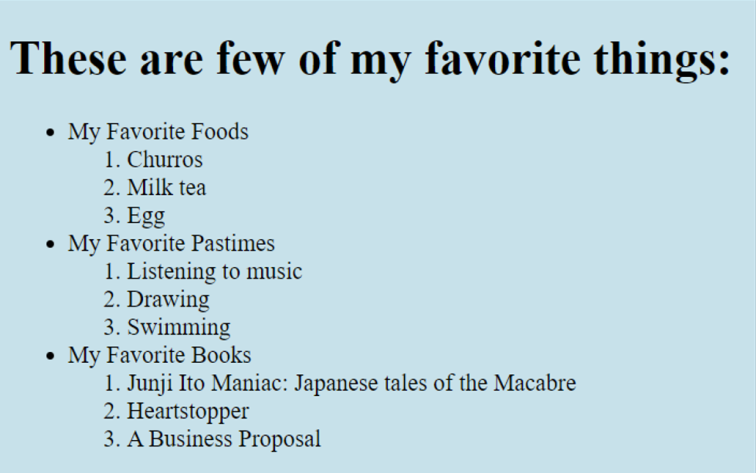 These are few of my favorite things:
• My Favorite Foods
1. Churros
2. Milk tea
3. Egg
• My Favorite Pastimes
1. Listening to music
2. Drawing
3. Swimming
• My Favorite Books
1. Junji Ito Maniac: Japanese tales of the Macabre
2. Heartstopper
3. A Business Proposal